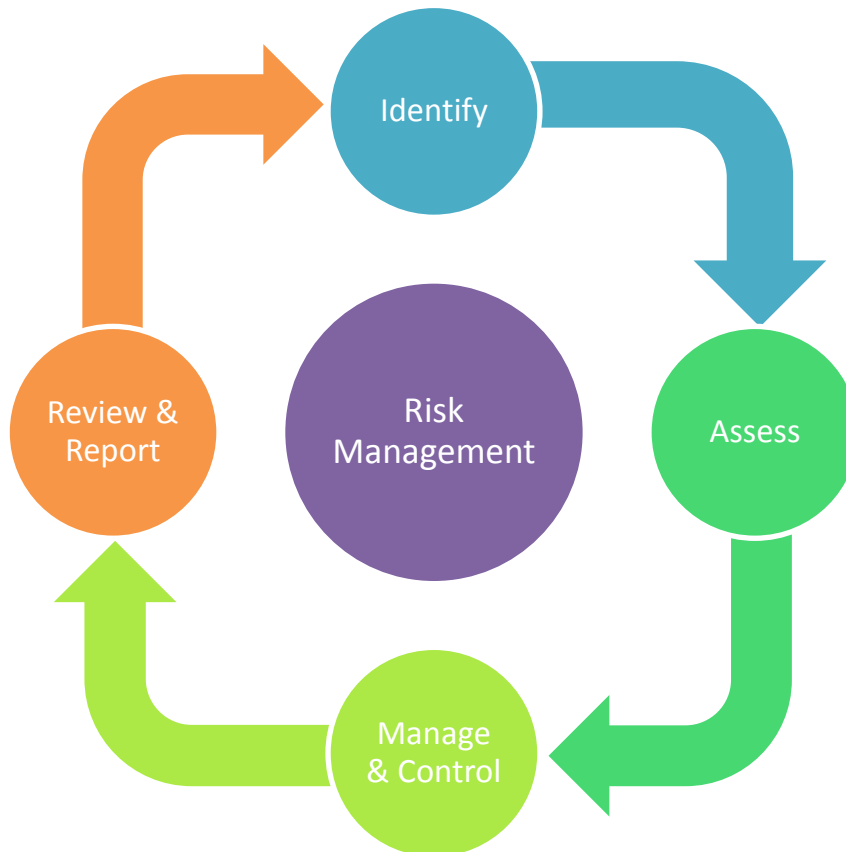 Identify
Review &
Report
Risk
Management
Assess
Manage
& Control